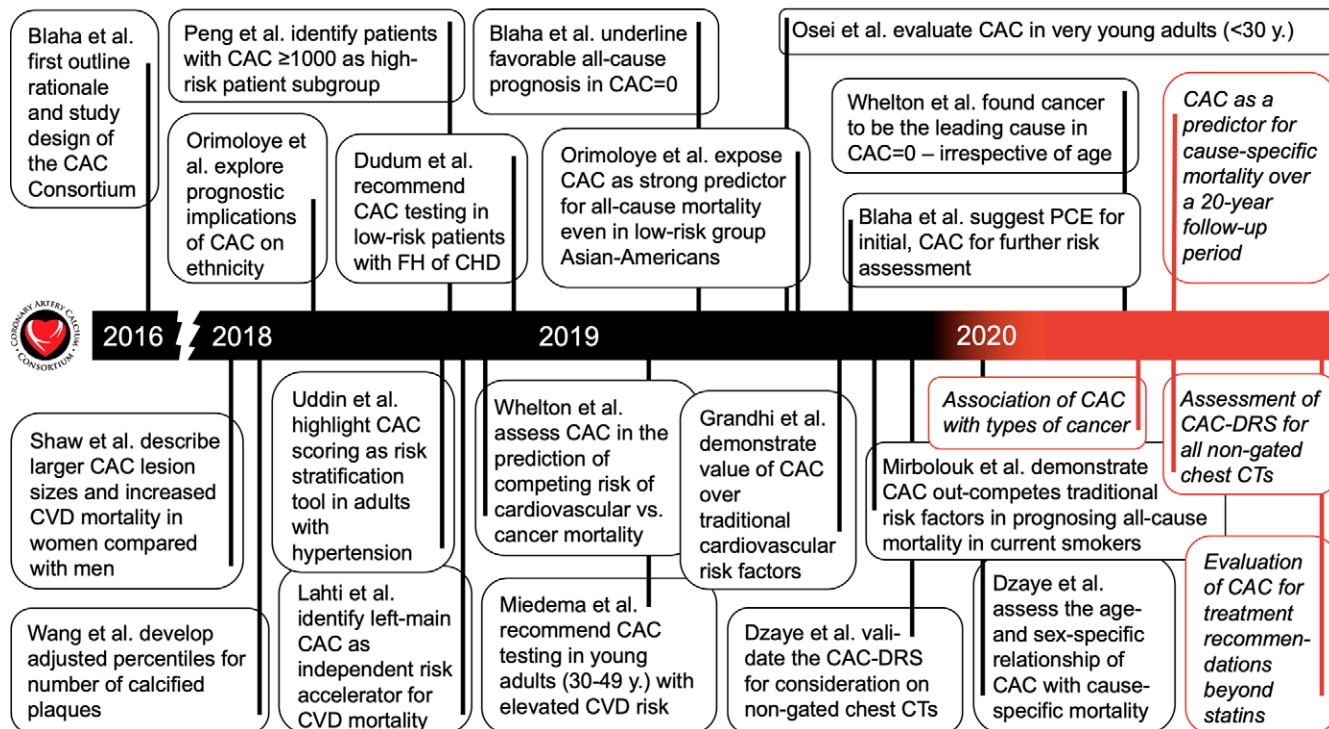 Blaha et al.
first outline
rationale
and study
design of
the CAC
Consortium
Peng et al. identify patients
with CAC ≥1000 as high-
risk patient subgroup
Blaha et al. underline
favorable all-cause
prognosis in CAC=0
Osei et al. evaluate CAC in very young adults (<30 y.)
Orimoloye et
al. explore
prognostic
implications
of CAC on
ethnicity
Dudum et al.
recommend
CAC testing in
low-risk patients
with FH of CHD
Orimoloye et al. expose
CAC as strong predictor
for all-cause mortality
even in low-risk group
Asian-Americans
Whelton et al. found cancer
to be the leading cause in
CAC=0 – irrespective of age
Blaha et al. suggest PCE for
initial, CAC for further risk
assessment
CAC as a
predictor for
cause-specific
mortality over
a 20-year
follow-up
period
CORONARY ARTERY CALCIUM
• CONSORTIUM •
2016
2018
2019
2020
Shaw et al. describe
larger CAC lesion
sizes and increased
CVD mortality in
women compared
with men
Wang et al. develop
adjusted percentiles for
number of calcified
plaques
Uddin et al.
highlight CAC
scoring as risk
stratification
tool in adults
with
hypertension
Lahti et al.
identify left-main
CAC as
independent risk
accelerator for
CVD mortality
Whelton et al.
assess CAC in the
prediction of
competing risk of
cardiovascular vs.
cancer mortality
Miedema et al.
recommend CAC
testing in young
adults (30-49 y.) with
elevated CVD risk
Grandhi et al.
demonstrate
value of CAC
over
traditional
cardiovascular
risk factors
Dzaye et al. vali-
date the CAC-DRS
for consideration on
non-gated chest CTs
Association of CAC
with types of cancer
Mirbolouk et al. demonstrate
CAC out-competes traditional
risk factors in prognosing all-cause
mortality in current smokers
Dzaye et al.
assess the age-
and sex-specific
relationship of
CAC with cause-
specific mortality
Assessment of
CAC-DRS for
all non-gated
chest CTs
Evaluation
of CAC for
treatment
recommen-
dations
beyond
statins